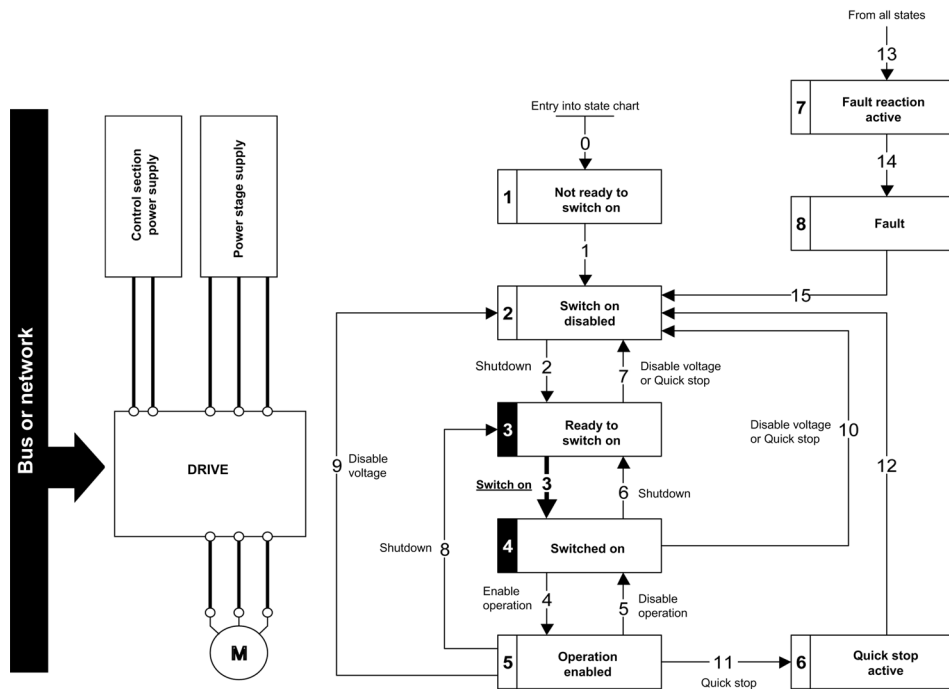 Bus or network
Control section
power supply
Power stage supply
DRIVE
M
From all states
13
7
Fault reaction
active
14
8
Fault
15
Entry into state chart
0
1
Not ready to
switch on
1
2
Switch on
disabled
Shutdown
2
7
Disable voltage
or Quick stop
3
Ready to
switch on
Switch on
3
6
Shutdown
4
Switched on
Disable voltage
or Quick stop
10
12
9
Disable
voltage
Shutdown
8
Enable
operation
4
5
Disable
operation
5
Operation
enabled
11
Quick stop
6
Quick stop
active